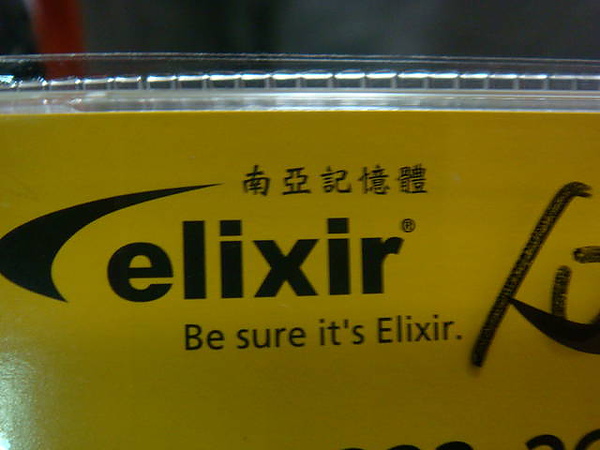 南亞記憶體
elixir®
Be sure it's Elixir.